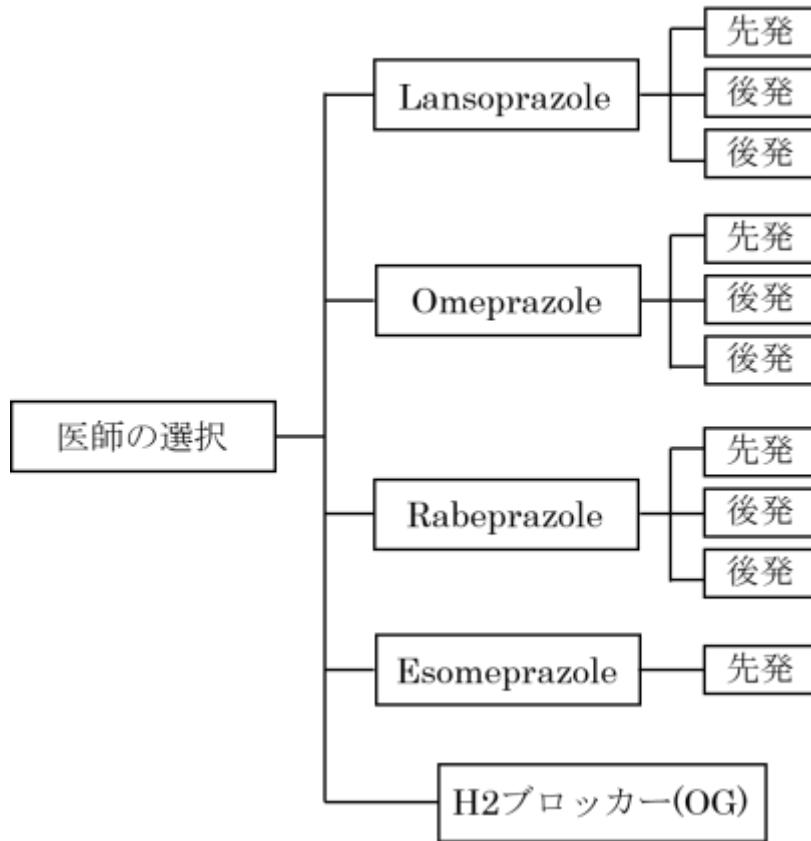 医師の選択
Lansoprazole
先発
後発
後発
Omeprazole
先発
後発
後発
Rabeprazole
先発
後発
後発
Esomeprazole
先発
H2ブロッカー(OG)